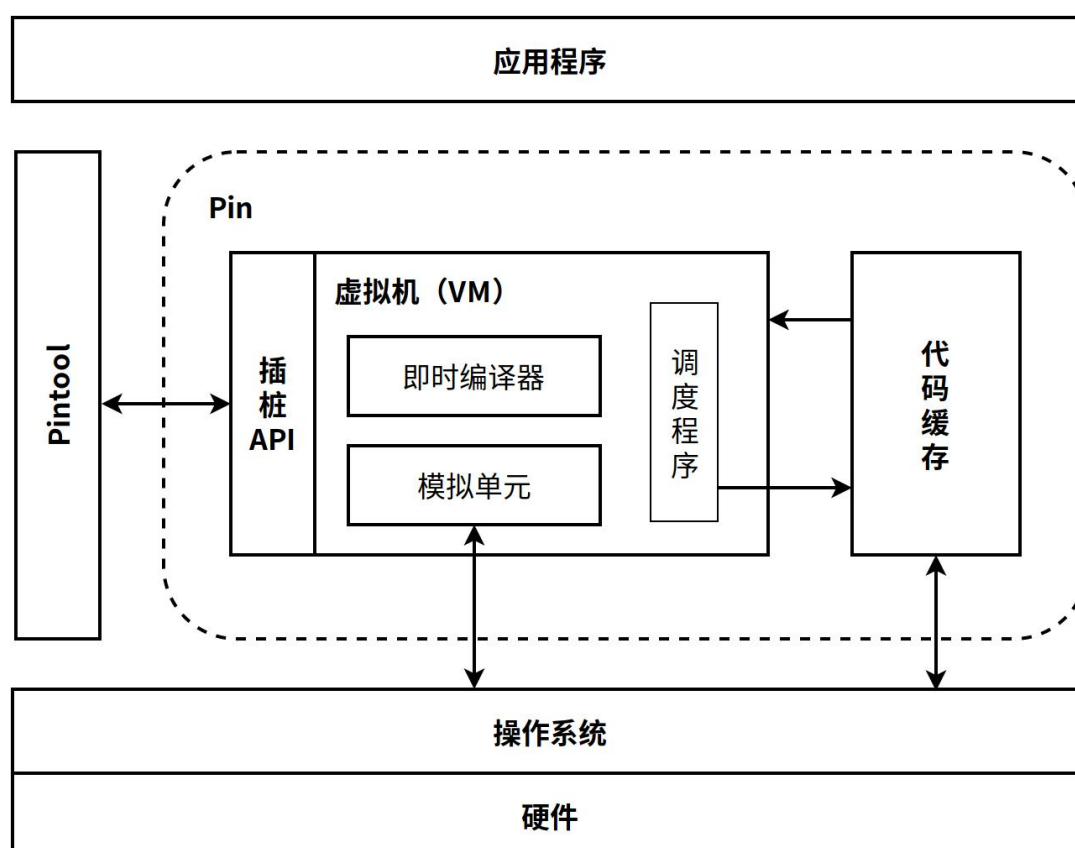 应用程序
Pin
Pintool
插
桩
API
虚拟机（VM）
即时编译器
模拟单元
调
度
程
序
代
码
缓
存
操作系统
硬件